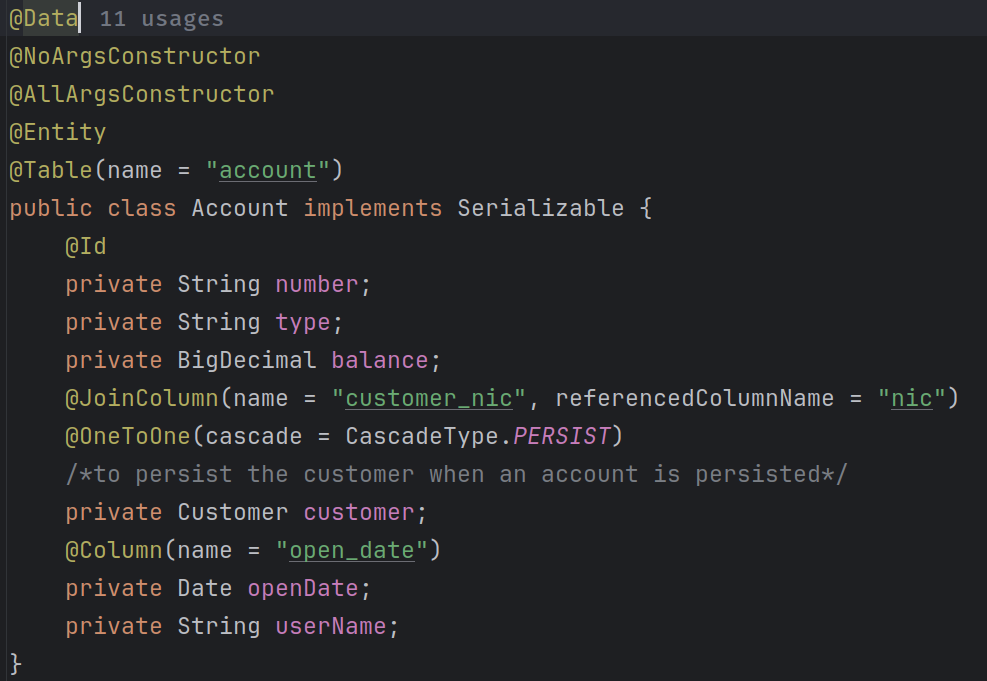 @Data 11 usages
@NoArgsConstructor
@AllArgsConstructor
@Entity
@Table(name = "account")
public class Account implements Serializable {
    @Id
    private String number;
    private String type;
    private BigDecimal balance;
    @JoinColumn(name = "customer_nic", referencedColumnName = "nic")
    @OneToOne(cascade = CascadeType.PERSIST)
    /*to persist the customer when an account is persisted*/
    private Customer customer;
    @Column(name = "open_date")
    private Date openDate;
    private String userName;
}